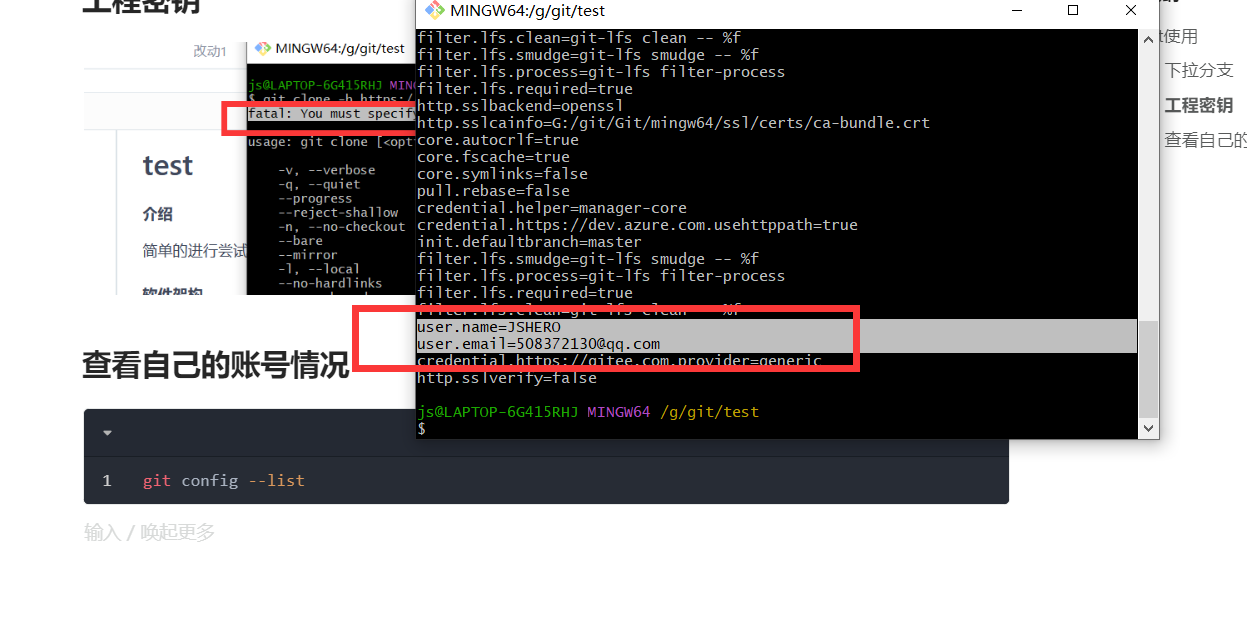 工程密钥
改动1
MINGW64:/g/git/test
js@LAPTOP-6G415RHJ MING
$ git clone -b https:/
fatal: You must specify
usage: git clone [<opt
-v, --verbose
-q, --quiet
--progress
--reject-shallow
-n, --no-checkout
--bare
--mirror
-l, --local
--no-hardlinks
test
介绍
简单的进行尝试
软件架构
MINGW64:/g/git/test
filter.lfs.clean=git-lfs clean -- %f
filter.lfs.smudge=git-lfs smudge -- %f
filter.lfs.process=git-lfs filter-process
filter.lfs.required=true
http.sslbackend=openssl
http.sslcainfo=G:/git/Git/mingw64/ssl/certs/ca-bundle.crt
core.autocrlf=true
core.fscache=true
core.symlinks=false
pull.rebase=false
credential.helper=manager-core
credential.https://dev.azure.com.usehttppath=true
init.defaultbranch=master
filter.lfs.smudge=git-lfs smudge -- %f
filter.lfs.process=git-lfs filter-process
filter.lfs.required=true
filter.lfs.clean=git-lfs clean -- %f
user.name=JSHERO
user.email=508372130@qq.com
credential.https://gitee.com.provider=generic
http.sslverify=false
js@LAPTOP-6G415RHJ MINGW64 /g/git/test
$
t使用
下拉分支
工程密钥
查看自己的
查看自己的账号情况
1 git config --list
输入 / 唤起更多